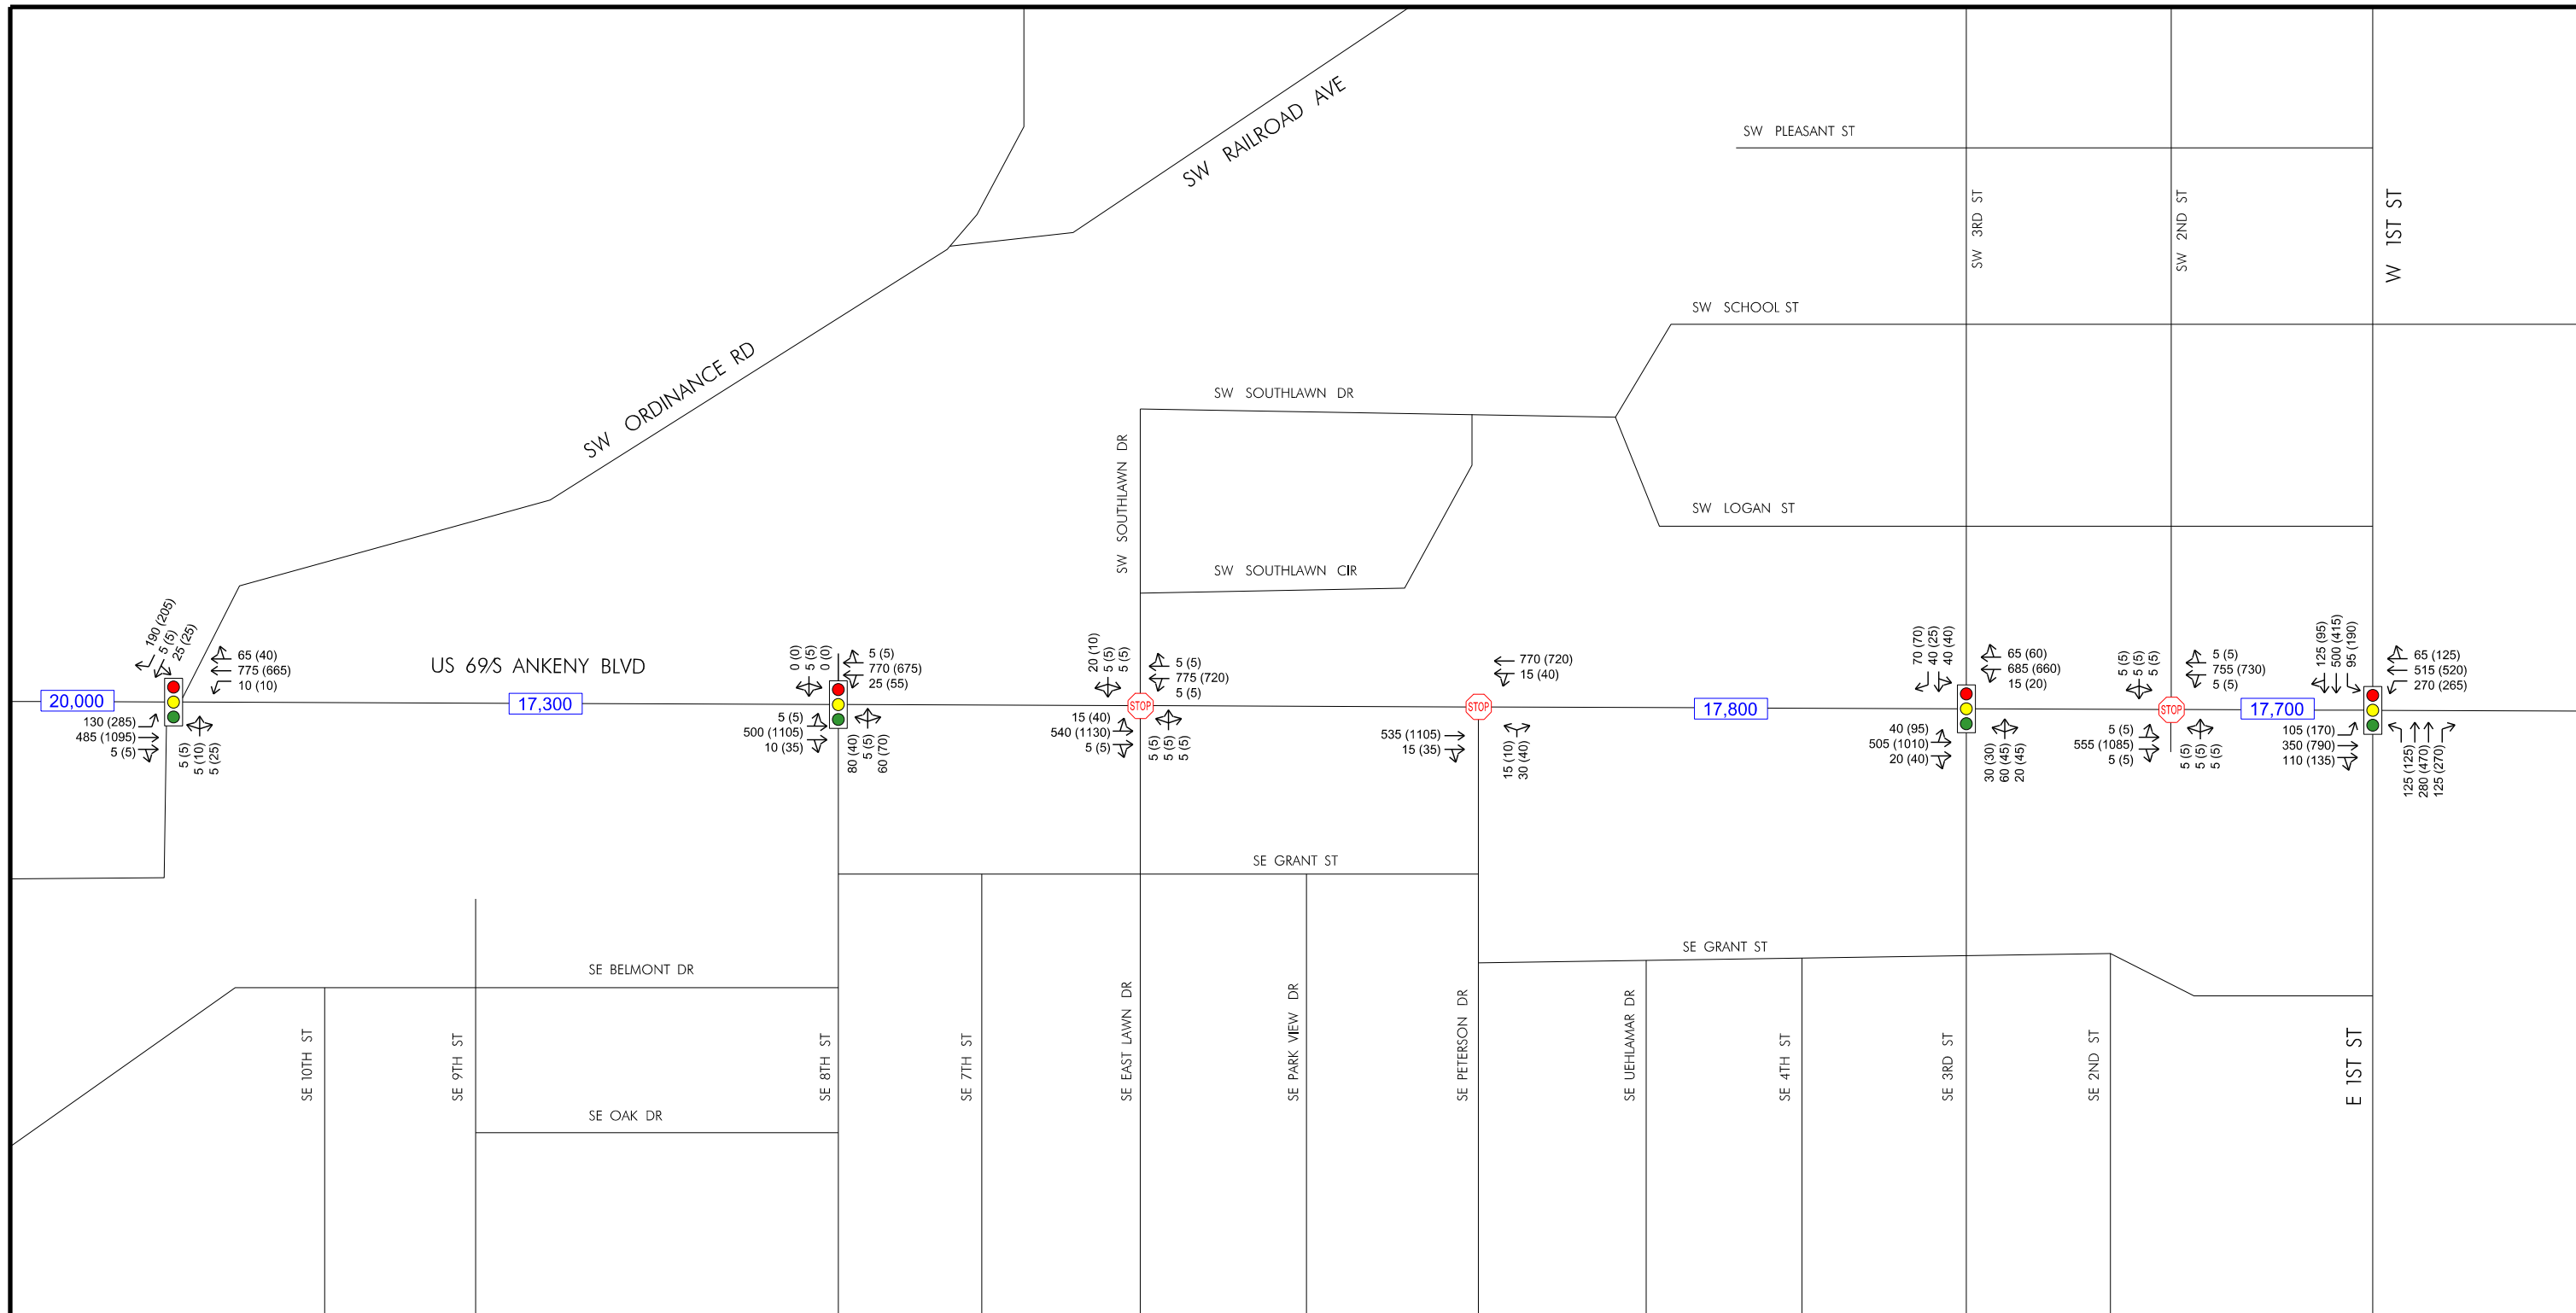 SW RAILROAD AVE
SW PLEASANT ST
SW 3RD ST
SW 2ND ST
W 1ST ST
SW SCHOOL ST
SW ORDINANCE RD
SW SOUTHLAWN DR
SW SOUTHLAWN DR
SW LOGAN ST
SW SOUTHLAWN CIR
US 69/S ANKENY BLVD
20,000
190 (205)
5 (5)
25 (25)
65 (40)
775 (665)
10 (10)
130 (285)
485 (1095)
5 (5)
5 (5)
5 (10)
5 (25)
17,300
0 (0)
5 (5)
0 (0)
5 (5)
770 (675)
25 (55)
5 (5)
500 (1105)
10 (35)
80 (40)
5 (5)
60 (70)
20 (10)
5 (5)
5 (5)
5 (5)
775 (720)
5 (5)
STOP
15 (40)
540 (1130)
5 (5)
5 (5)
5 (5)
5 (5)
770 (720)
15 (40)
STOP
535 (1105)
15 (35)
15 (10)
30 (40)
17,800
70 (70)
40 (25)
40 (40)
65 (60)
685 (660)
15 (20)
40 (95)
505 (1010)
20 (40)
30 (30)
60 (45)
20 (45)
5 (5)
5 (5)
5 (5)
5 (5)
755 (730)
5 (5)
STOP
5 (5)
555 (1085)
5 (5)
5 (5)
5 (5)
5 (5)
17,700
125 (95)
500 (415)
95 (190)
65 (125)
515 (520)
270 (265)
105 (170)
350 (790)
110 (135)
125 (125)
280 (470)
125 (270)
SE GRANT ST
SE GRANT ST
SE BELMONT DR
SE OAK DR
SE 10TH ST
SE 9TH ST
SE 8TH ST
SE 7TH ST
SE EAST LAWN DR
SE PARK VIEW DR
SE PETERSON DR
SE UEHLAMAR DR
SE 4TH ST
SE 3RD ST
SE 2ND ST
E 1ST ST